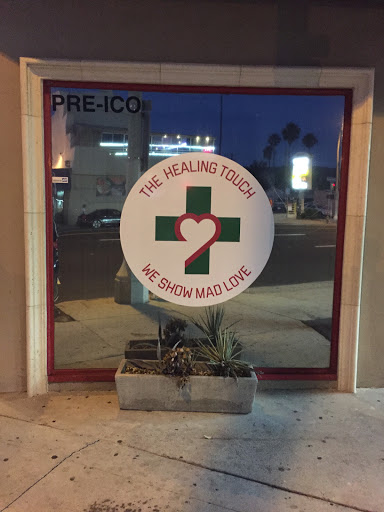 PRE-ICO
THE HEALING TOUCH
WE SHOW MAD LOVE